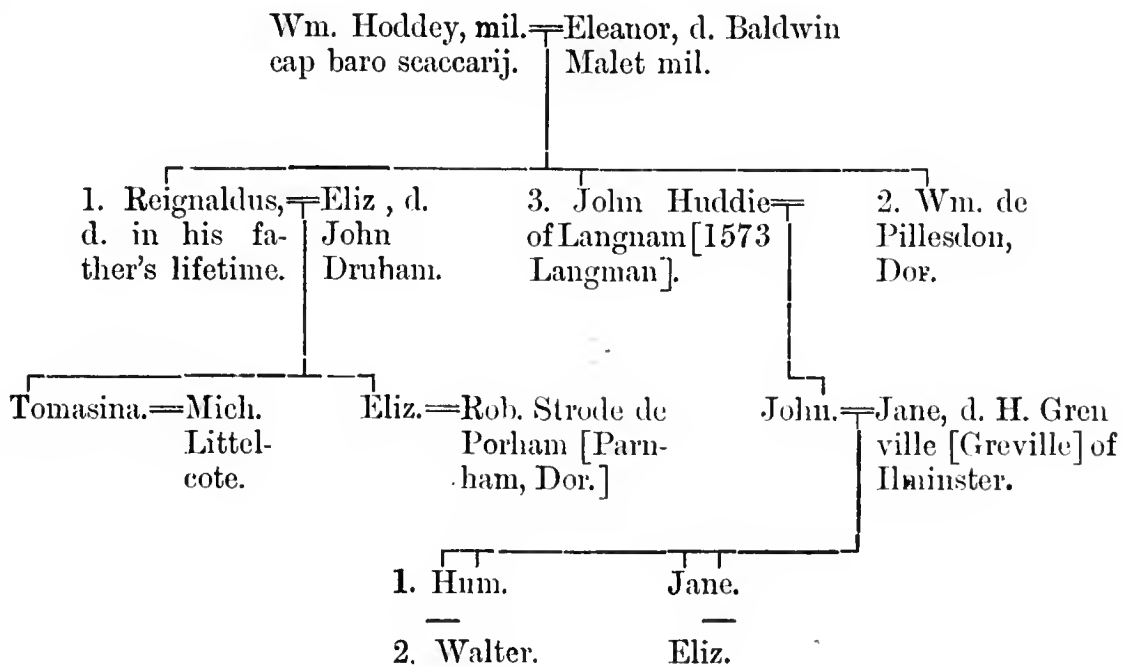 Wm. Hoddey, mil.
cap baro scaccarij.
Eleanor, d. Baldwin
Malet mil.
1. Reignaldus,
d. in his fa-
ther's lifetime.
Eliz , d.
John
Druham.
3. John Huddie
of Langnam [1573
Langman].
2. Wm. de
Pillesdon,
Dor.
Tomasina.
Mich.
Littel-
cote.
Eliz.
Rob. Strode de
Porham [Parn-
ham, Dor.]
John.
Jane, d. H. Gren
ville [Greville] of
Ilminster.
1. Hum.
Jane.
2. Walter.
Eliz.